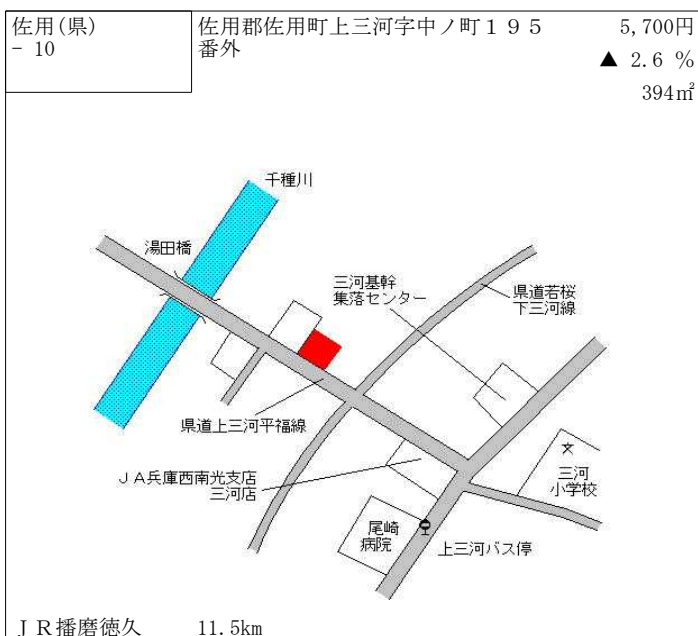 佐用(県)
- 10
佐用郡佐用町上三河字中ノ町１９５
番外
5,700円
▲ 2.6 %
394㎡
千種川
湯田橋
三河基幹
集落センター
県道若桜
下三河線
県道上三河平福線
ＪＡ兵庫西南光支店
三河店
三河
小学校
尾崎
病院
上三河バス停
ＪＲ播磨徳久 11.5km